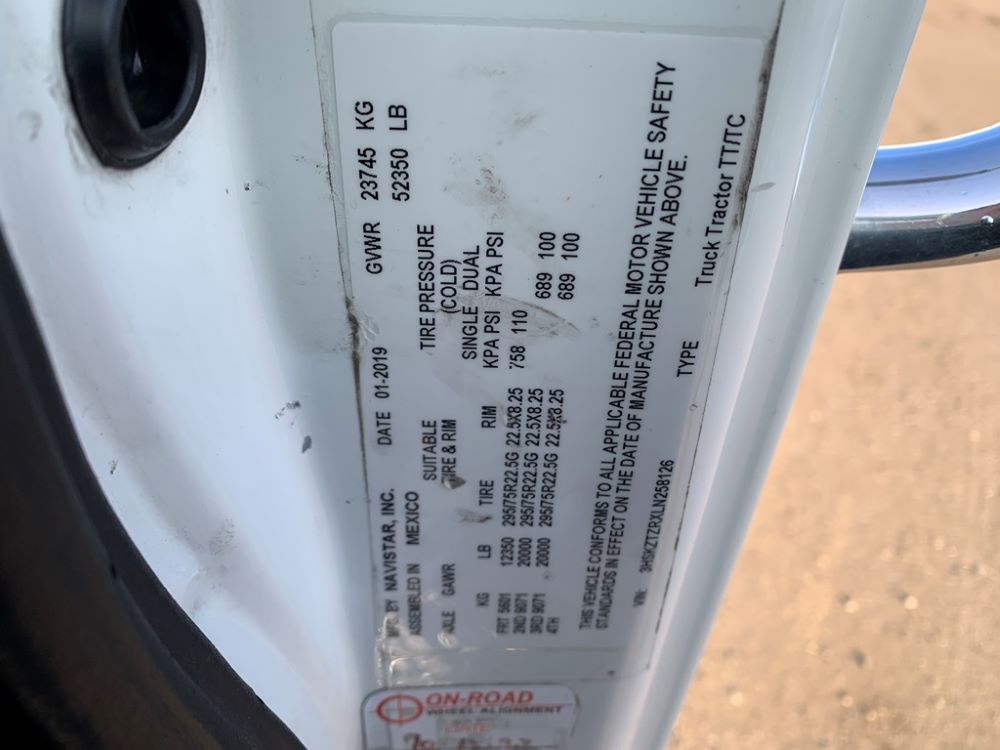 MFG. BY NAVISTAR, INC. DATE 01-2019 GVWR 23745 KG
ASSEMBLED IN MEXICO 52350 LB
AXLE GAWR SUITABLE TIRE & RIM TIRE PRESSURE (COLD)
SINGLE DUAL
KG LB TIRE RIM KPA PSI KPA PSI
FRT 5601 12350 295/75R22.5G 22.5X8.25 758 110
2ND 9071 20000 295/75R22.5G 22.5X8.25 689 100
3RD 9071 20000 295/75R22.5G 22.5X8.25 689 100
4TH
THIS VEHICLE CONFORMS TO ALL APPLICABLE FEDERAL MOTOR VEHICLE SAFETY
STANDARDS IN EFFECT ON THE DATE OF MANUFACTURE SHOWN ABOVE.
VIN: 3HSKZTZRXLN258126 TYPE Truck Tractor TT/TC
ON-ROAD
WHEEL ALIGNMENT
DATE